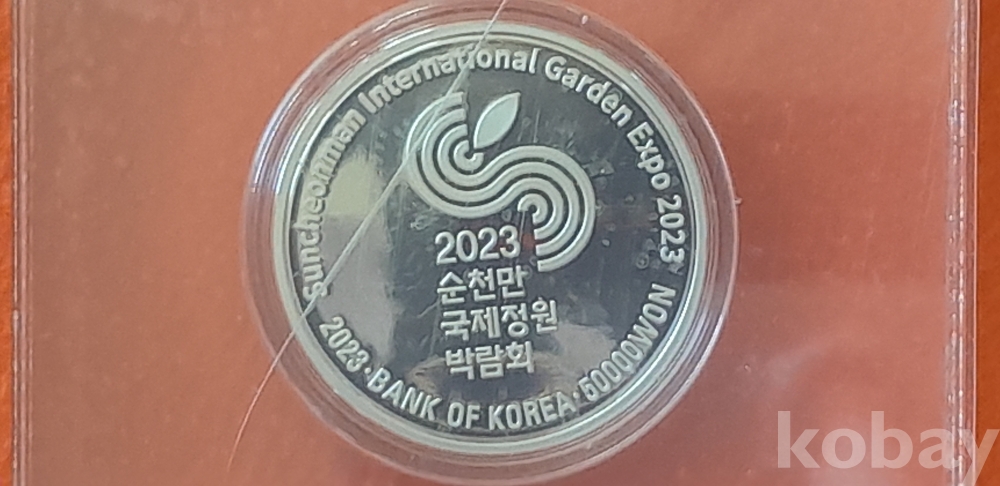 Suncheonman International Garden Expo 2023
2023
순천만
국제정원
박람회
2023·BANK OF KOREA·50000WON
kobay